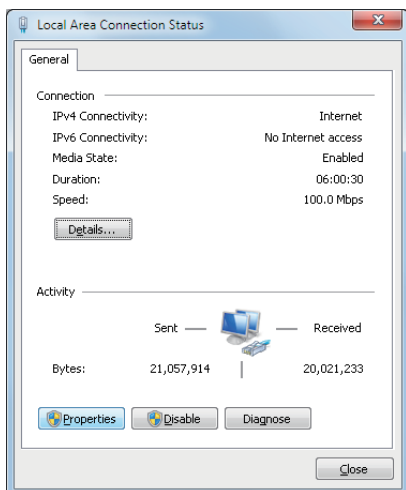 Local Area Connection Status
General
Connection
IPv4 Connectivity: Internet
IPv6 Connectivity: No Internet access
Media State: Enabled
Duration: 06:00:30
Speed: 100.0 Mbps
Details...
Activity
Sent — — Received
Bytes: 21,057,914 | 20,021,233
Properties Disable Diagnose
Close